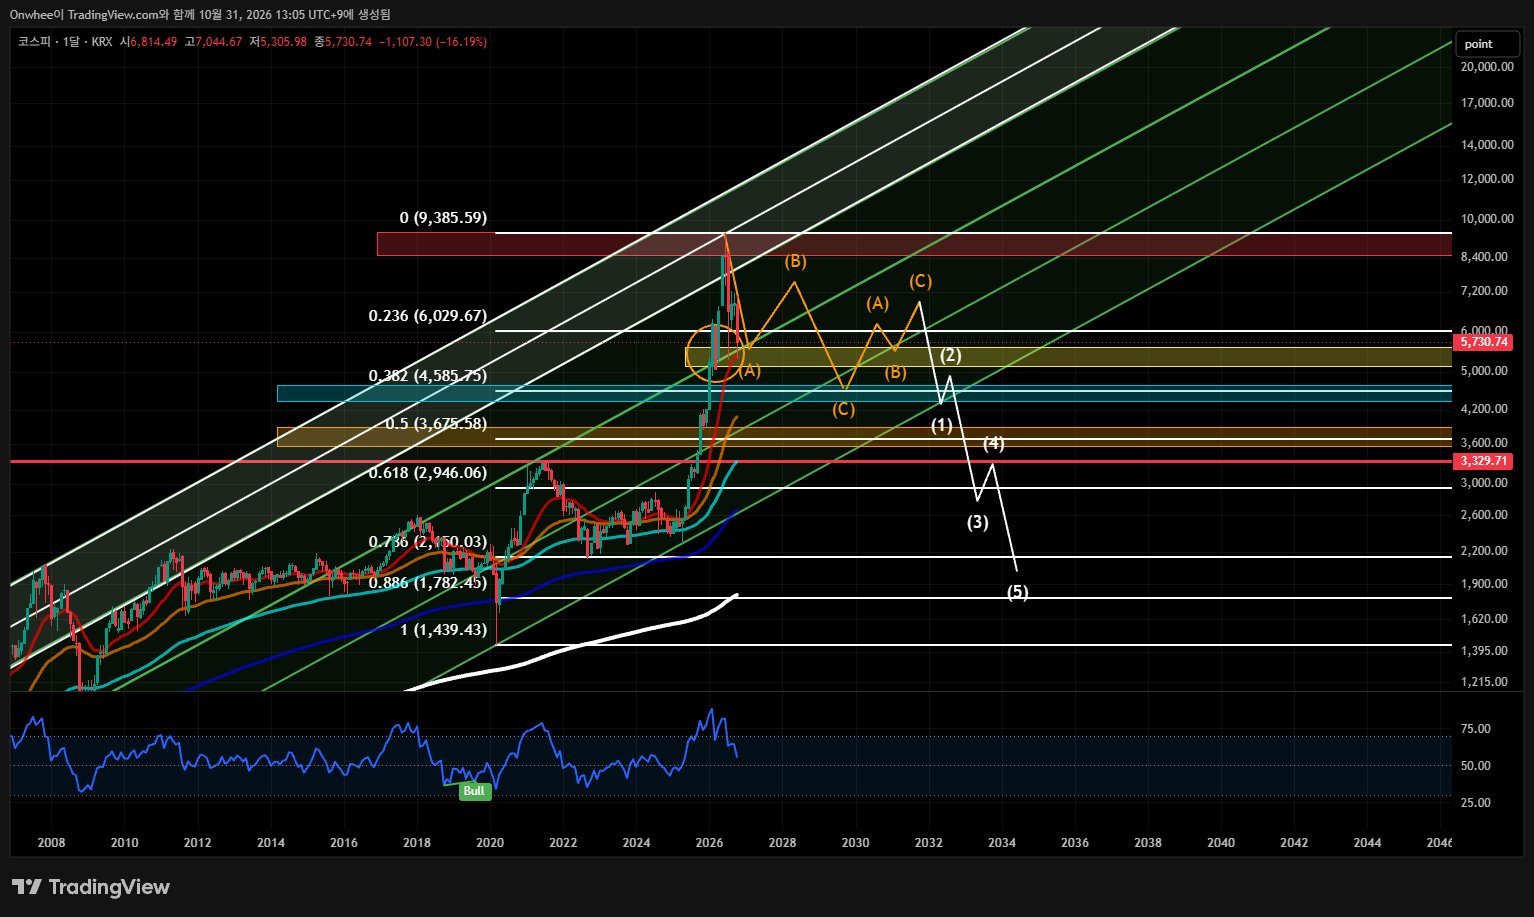 Onwhee이 TradingView.com와 함께 10월 31, 2026 13:05 UTC+9에 생성됨
코스피 · 1달 · KRX 시6,814.49 고7,044.67 저5,305.98 종5,730.74 −1,107.30 (−16.19%)
point
20,000.00
17,000.00
14,000.00
12,000.00
0 (9,385.59)
10,000.00
(B)
8,400.00
(C)
7,200.00
(A)
0.236 (6,029.67)
6,000.00
5,730.74
(2)
(A)
(B)
5,000.00
0.382 (4,585.75)
(C)
4,200.00
0.5 (3,675.58)
(1)
(4)
3,600.00
3,329.71
0.618 (2,946.06)
3,000.00
(3)
2,600.00
2,200.00
0.886 (1,782.45)
1,900.00
(5)
1,620.00
1 (1,439.43)
1,395.00
1,215.00
75.00
50.00
Bull
25.00
2008 2010 2012 2014 2016 2018 2020 2022 2024 2026 2028 2030 2032 2034 2036 2038 2040 2042 2044 2046
TradingView